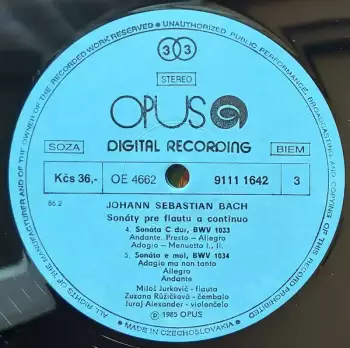 ALL RIGHTS OF THE MANUFACTURER AND OF THE OWNER OF THE RECORDED WORK RESERVED • UNAUTHORIZED PUBLIC PERFORMANCE, BROADCASTING AND COPYING OF THIS RECORD PROHIBITED •
33
STEREO
OPUS
DIGITAL RECORDING
SOZA
BIEM
Kčs 36,-
OE 4662
9111 1642
3
86.2
JOHANN SEBASTIAN BACH
Sonáty pre flautu a continuo
4. Sonáta C dur, BWV 1033
Andante. Presto – Allegro
Adagio – Menuetto I., II.
5. Sonáta e mol, BWV 1034
Adagio ma non tanto
Allegro
Andante
Miloš Jurkovič - flauta
Zuzana Růžičková - čembalo
Juraj Alexander - violončelo
Ⓟ 1985 OPUS
• MADE IN CZECHOSLOVAKIA •